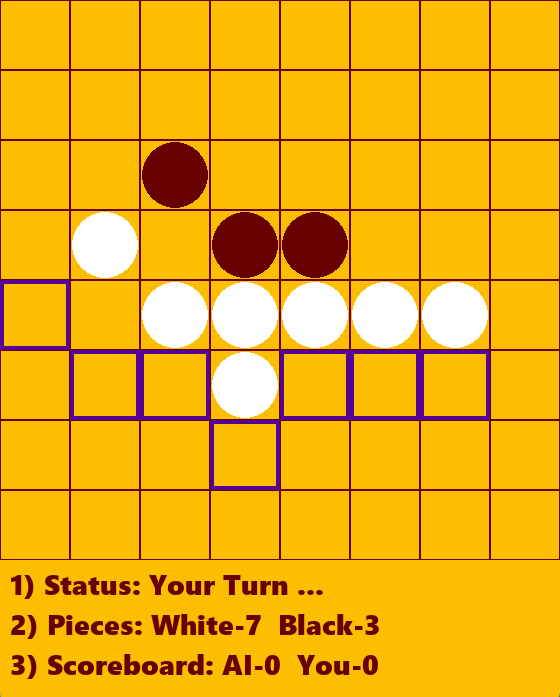 1) Status: Your Turn ...
2) Pieces: White-7 Black-3
3) Scoreboard: AI-0 You-0